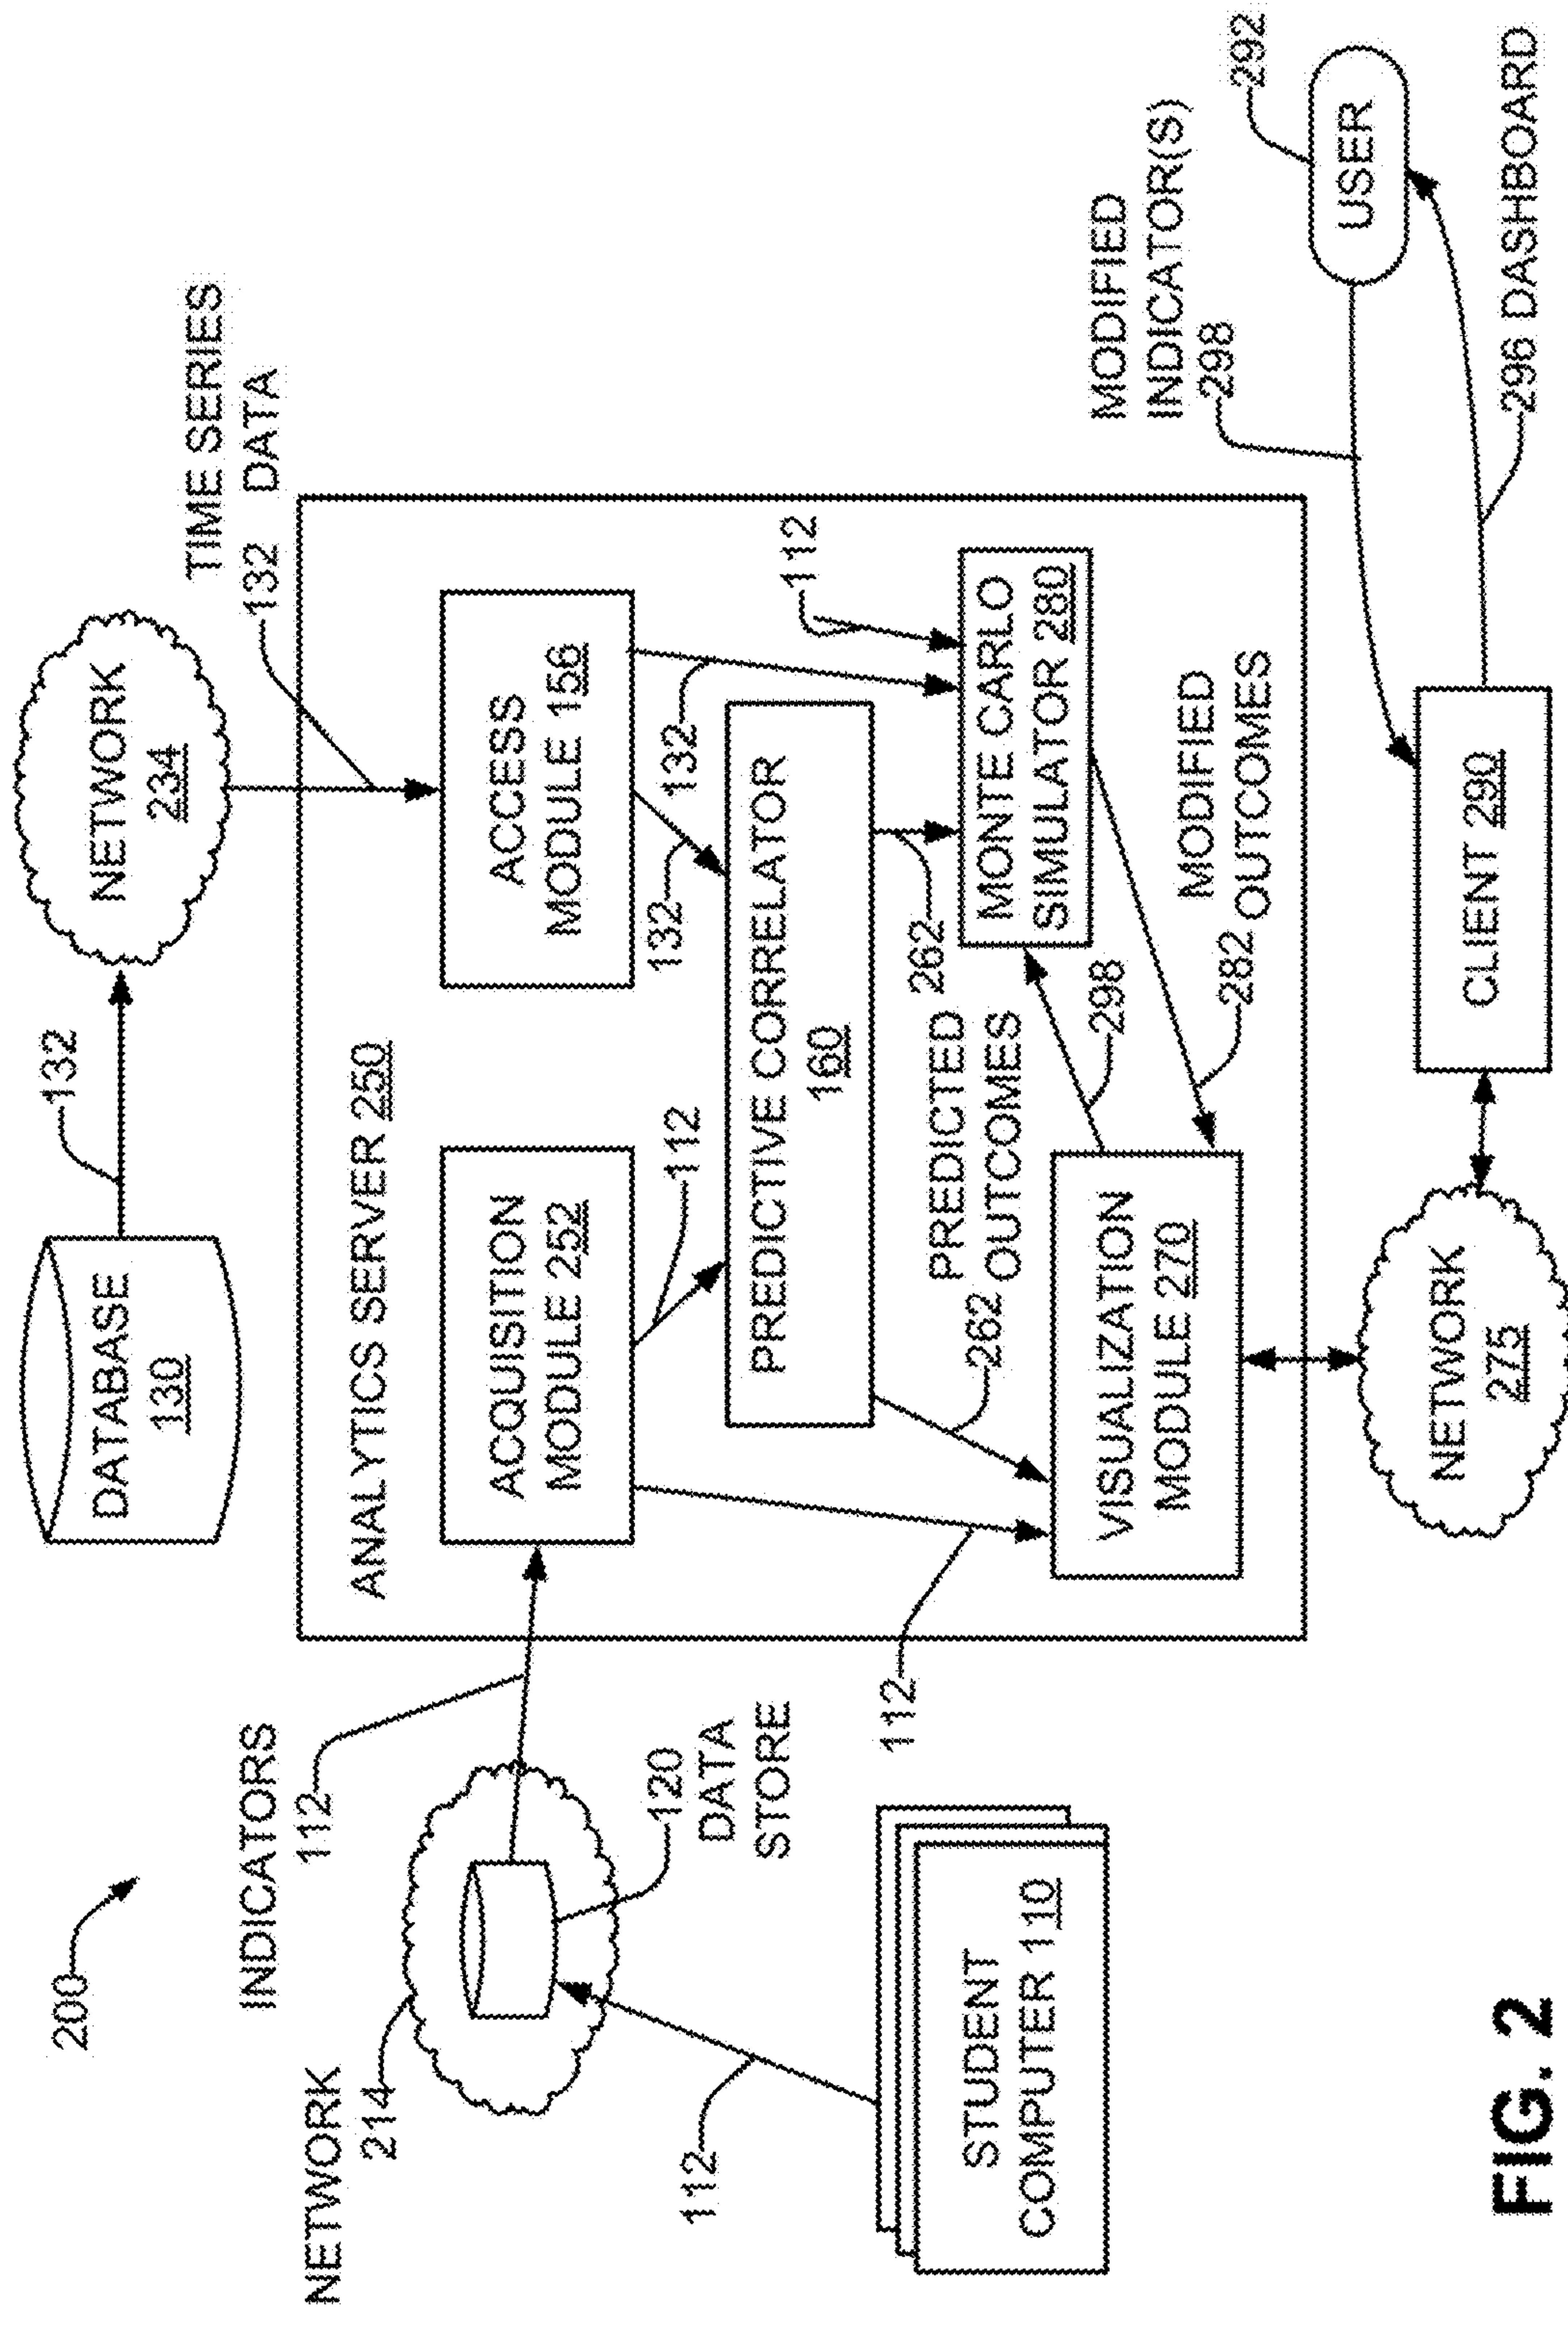 200
DATABASE
130
132
NETWORK
234
TIME SERIES
132 DATA
INDICATORS
112
NETWORK
214
120
DATA
STORE
112
STUDENT
COMPUTER 110
ANALYTICS SERVER 250
ACQUISITION
MODULE 252
ACCESS
MODULE 156
112
132
132
112
PREDICTIVE CORRELATOR
160
112
262
PREDICTED
OUTCOMES
262
MONTE CARLO
SIMULATOR 280
298
VISUALIZATION
MODULE 270
282
MODIFIED
OUTCOMES
MODIFIED
INDICATOR(S)
298
292
USER
NETWORK
275
CLIENT 290
296 DASHBOARD
FIG. 2